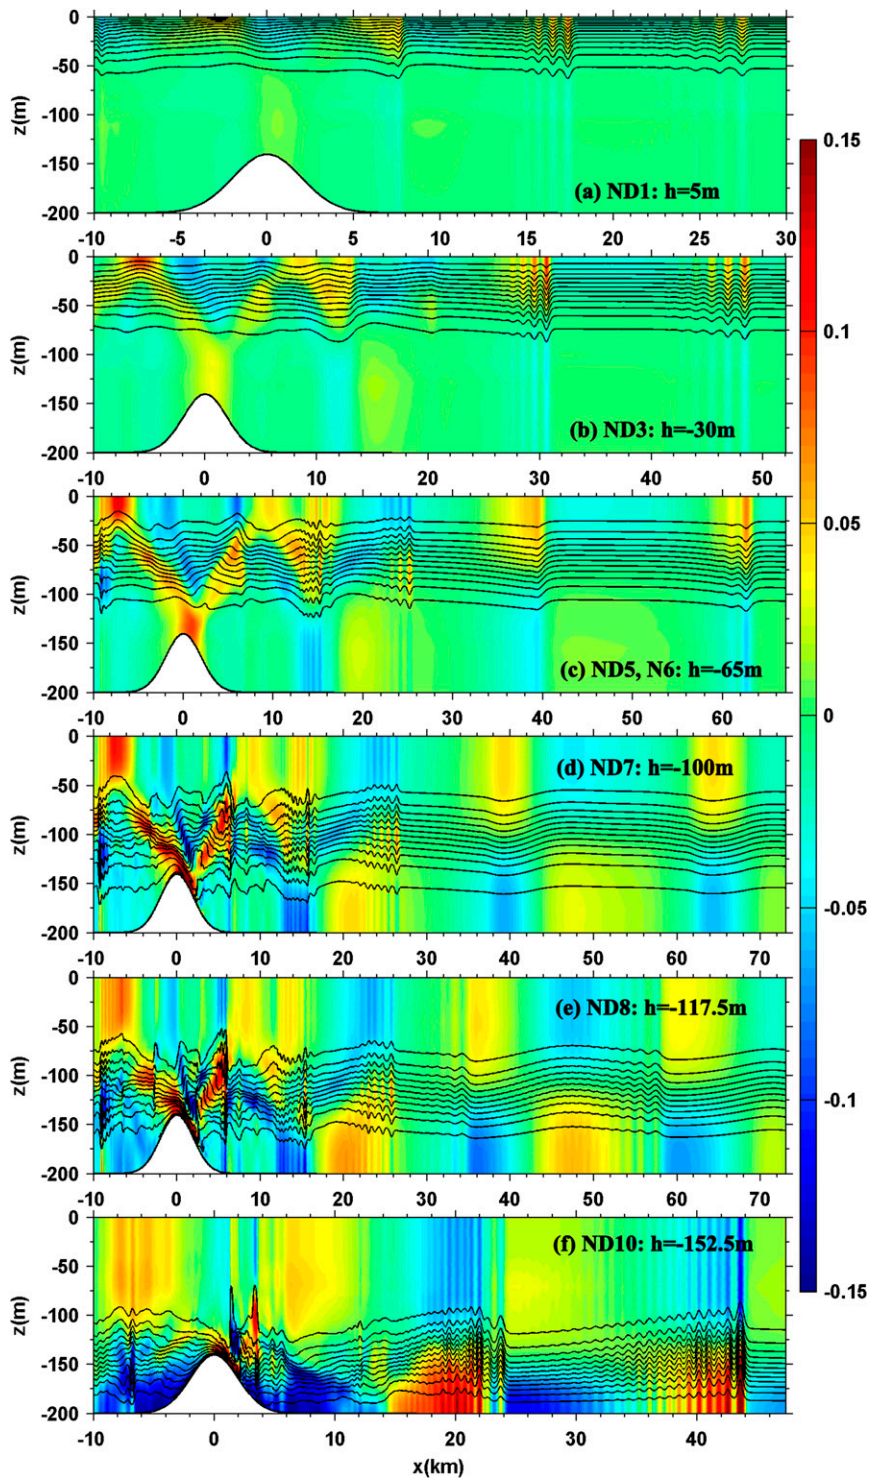 0
-50
z(m)
-100
-150
(a) ND1: h=5m
-200
-10 -5 0 5 10 15 20 25 30
0.15
0
-50
z(m)
-100
-150
(b) ND3: h=-30m
-200
-10 0 10 20 30 40 50
0.1
0
-50
z(m)
-100
-150
(c) ND5, N6: h=-65m
-200
-10 0 10 20 30 40 50 60
0.05
0
(d) ND7: h=-100m
-50
z(m)
-100
-150
-200
-10 0 10 20 30 40 50 60 70
0
0
(e) ND8: h=-117.5m
-50
z(m)
-100
-150
-200
-10 0 10 20 30 40 50 60 70
-0.05
-0.1
0
(f) ND10: h=-152.5m
-50
z(m)
-100
-150
-200
-10 0 10 20 30 40
-0.15
x(km)